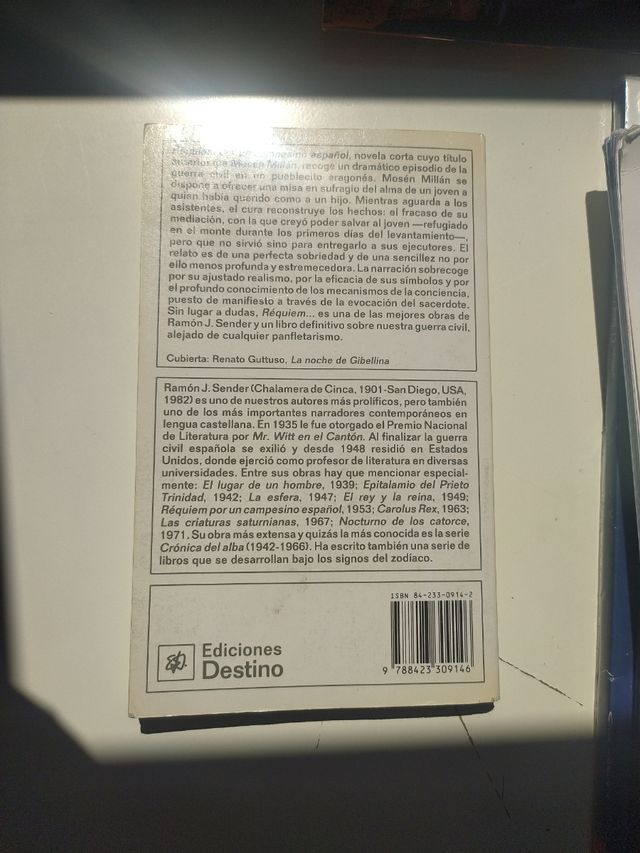 español, novela corta cuyo título
anterior fue Mosén Millán, recoge un dramático episodio de la
guerra civil en un pueblecito aragonés. Mosén Millán se
dispone a ofrecer una misa en sufragio del alma de un joven a
quien había querido como a un hijo. Mientras aguarda a los
asistentes, el cura reconstruye los hechos: el fracaso de su
mediación, con la que creyó poder salvar al joven —refugiado
en el monte durante los primeros días del levantamiento—,
pero que no sirvió sino para entregarlo a sus ejecutores. El
relato es de una perfecta sobriedad y de una sencillez no por
ello menos profunda y estremecedora. La narración sobrecoge
por su ajustado realismo, por la eficacia de sus símbolos y por
el profundo conocimiento de los mecanismos de la conciencia,
puesto de manifiesto a través de la evocación del sacerdote.
Sin lugar a dudas, Réquiem... es una de las mejores obras de
Ramón J. Sender y un libro definitivo sobre nuestra guerra civil,
alejado de cualquier panfletarismo.
Cubierta: Renato Guttuso, La noche de Gibellina
Ramón J. Sender (Chalamera de Cinca, 1901-San Diego, USA,
1982) es uno de nuestros autores más prolíficos, pero también
uno de los más importantes narradores contemporáneos en
lengua castellana. En 1935 le fue otorgado el Premio Nacional
de Literatura por Mr. Witt en el Cantón. Al finalizar la guerra
civil española se exilió y desde 1948 residió en Estados
Unidos, donde ejerció como profesor de literatura en diversas
universidades. Entre sus obras hay que mencionar especial-
mente: El lugar de un hombre, 1939; Epitalamio del Prieto
Trinidad, 1942; La esfera, 1947; El rey y la reina, 1949;
Réquiem por un campesino español, 1953; Carolus Rex, 1963;
Las criaturas saturnianas, 1967; Nocturno de los catorce,
1971. Su obra más extensa y quizás la más conocida es la serie
Crónica del alba (1942-1966). Ha escrito también una serie de
libros que se desarrollan bajo los signos del zodíaco.
ISBN 84-233-0914-2
Ediciones
Destino
9 788423 309146